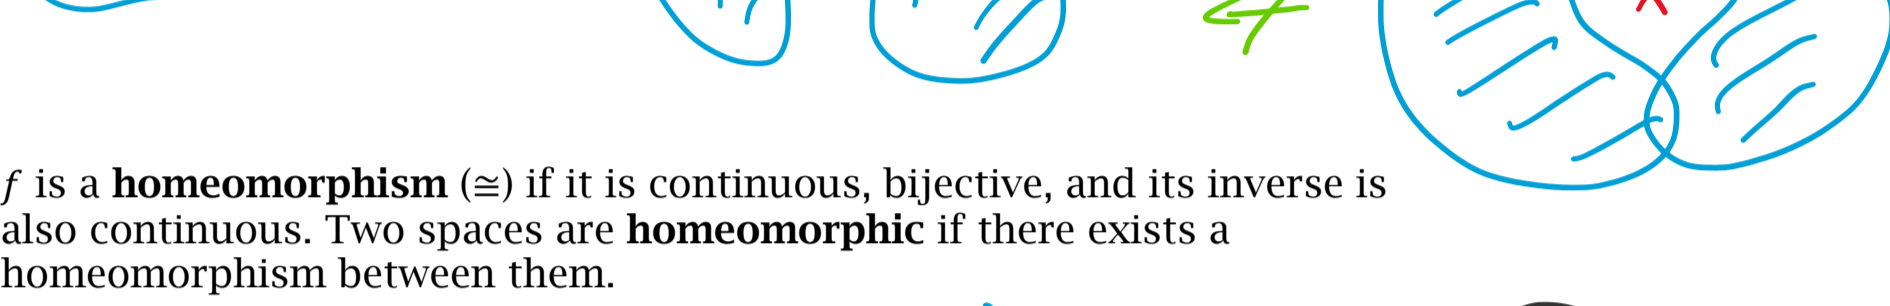 f is a homeomorphism (≅) if it is continuous, bijective, and its inverse is
also continuous. Two spaces are homeomorphic if there exists a
homeomorphism between them.